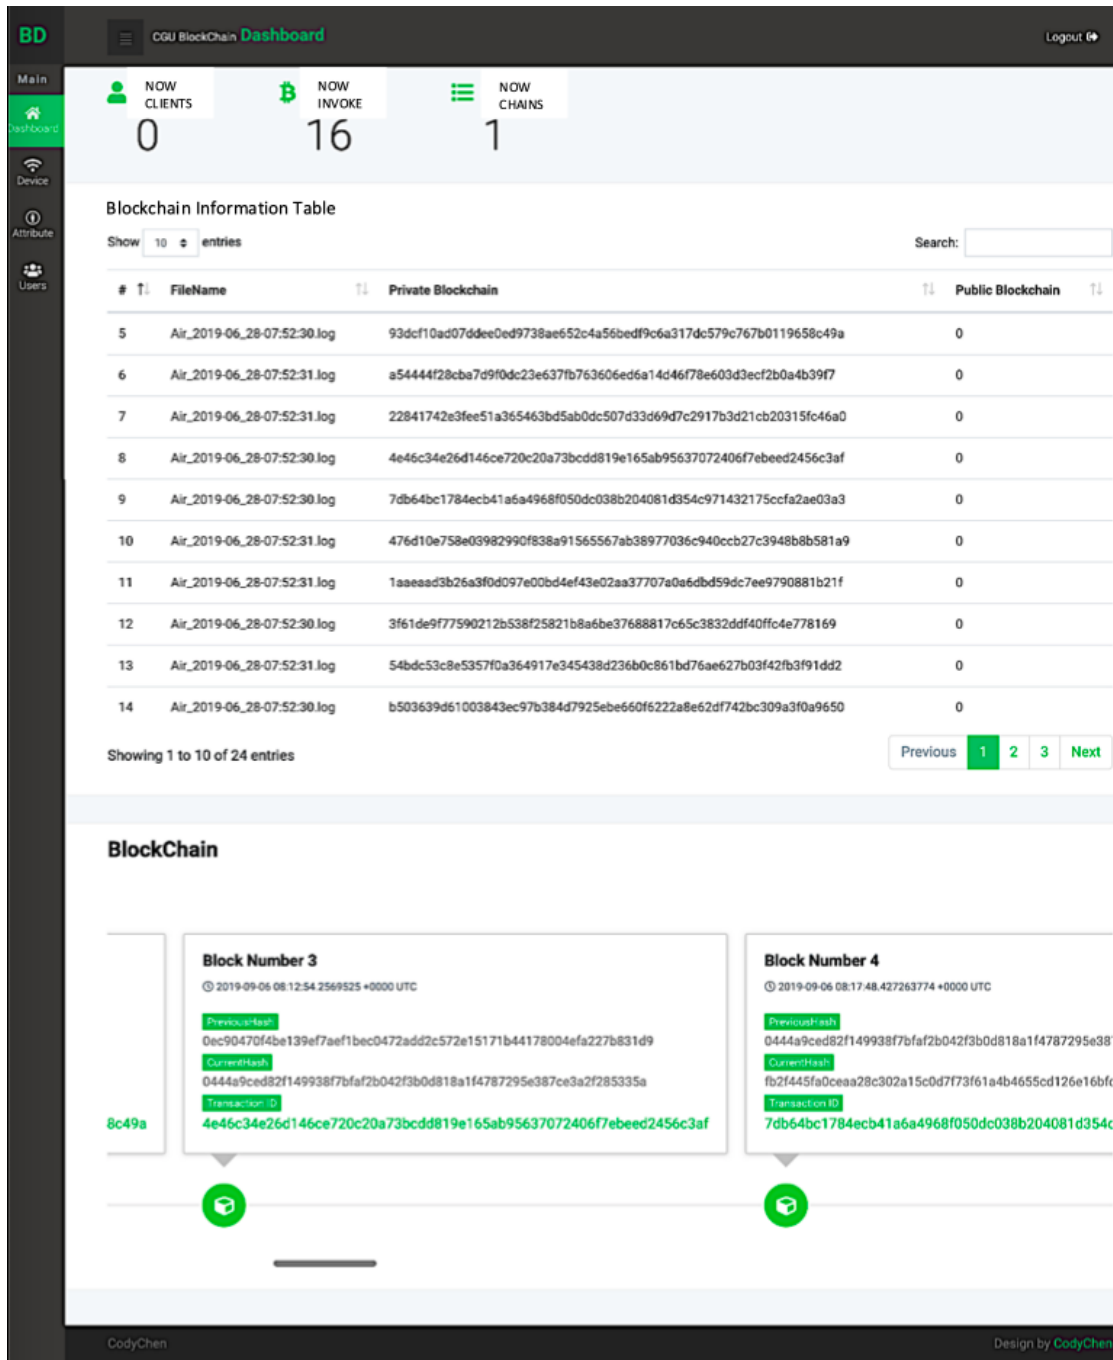 BD
CGU BlockChain Dashboard
Logout
Main
Dashboard
Device
Attribute
Users
NOW CLIENTS
0
NOW INVOKE
16
NOW CHAINS
1
Blockchain Information Table
Show 10 entries
Search:
# FileName Private Blockchain Public Blockchain
5 Air_2019-06_28-07:52:30.log 93dcf10ad07ddee0ed9738ae652c4a56bedf9c6a317dc579c767b0119658c49a 0
6 Air_2019-06_28-07:52:31.log a54444f28cba7d9f0dc23e637fb763606ed6a14d46f78e603d3ecf2b0a4b39f7 0
7 Air_2019-06_28-07:52:31.log 22841742e3fee51a365463bd5ab0dc507d33d69d7c2917b3d21cb20315fc46a0 0
8 Air_2019-06_28-07:52:30.log 4e46c34e26d146ce720c20a73bcdd819e165ab95637072406f7ebeed2456c3af 0
9 Air_2019-06_28-07:52:30.log 7db64bc1784ecb41a6a4968f050dc038b204081d354c971432175ccfa2ae03a3 0
10 Air_2019-06_28-07:52:31.log 476d10e758e03982990f838a91565567ab38977036c940ccb27c3948b8b581a9 0
11 Air_2019-06_28-07:52:31.log 1aaeaad3b26a3f0d097e00bd4ef43e02aa37707a0a6dbd59dc7ee9790881b21f 0
12 Air_2019-06_28-07:52:30.log 3f61de9f77590212b538f25821b8a6be37688817c65c3832ddf40ffc4e778169 0
13 Air_2019-06_28-07:52:31.log 54bdc53c8e5357f0a364917e345438d236b0c861bd76ae627b03f42fb3f91dd2 0
14 Air_2019-06_28-07:52:30.log b503639d61003843ec97b384d7925ebe660f6222a8e62df742bc309a3f0a9650 0
Showing 1 to 10 of 24 entries
Previous 1 2 3 Next
BlockChain
8c49a
Block Number 3
2019-09-06 08:12:54.2569525 +0000 UTC
PreviousHash
0ec90470f4be139ef7aef1bec0472add2c572e15171b44178004efa227b831d9
CurrentHash
0444a9ced82f149938f7bfaf2b042f3b0d818a1f4787295e387ce3a2f285335a
Transaction ID
4e46c34e26d146ce720c20a73bcdd819e165ab95637072406f7ebeed2456c3af
Block Number 4
2019-09-06 08:17:48.427263774 +0000 UTC
PreviousHash
0444a9ced82f149938f7bfaf2b042f3b0d818a1f4787295e387
CurrentHash
fb2f445fa0ceaa28c302a15c0d7f73f61a4b4655cd126e16bfc
Transaction ID
7db64bc1784ecb41a6a4968f050dc038b204081d354c
CodyChen
Design by CodyChen